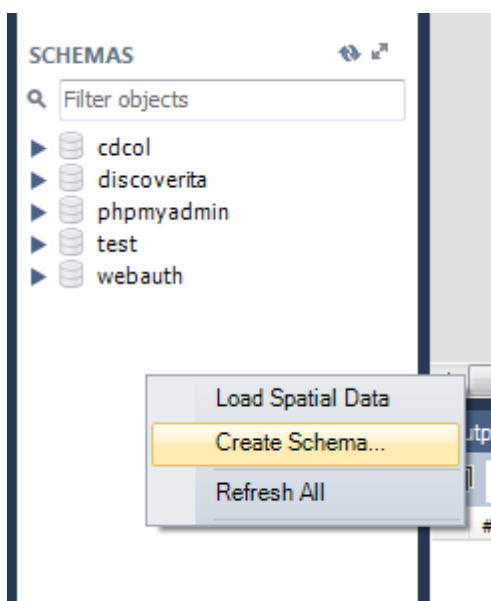 SCHEMAS
Filter objects
cdcol
discoverita
phpmyadmin
test
webauth
Load Spatial Data
Create Schema...
Refresh All
#